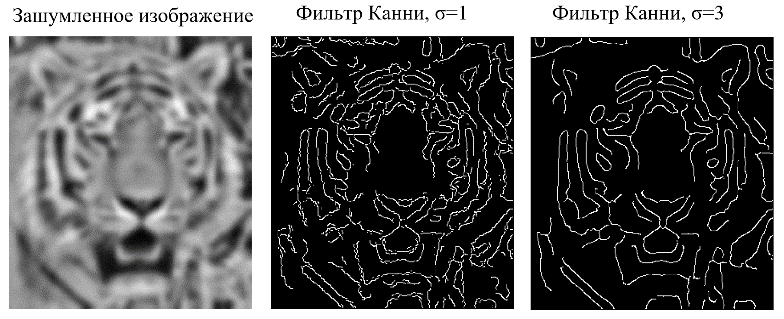 Зашумленное изображение
Фильтр Канни, σ=1
Фильтр Канни, σ=3